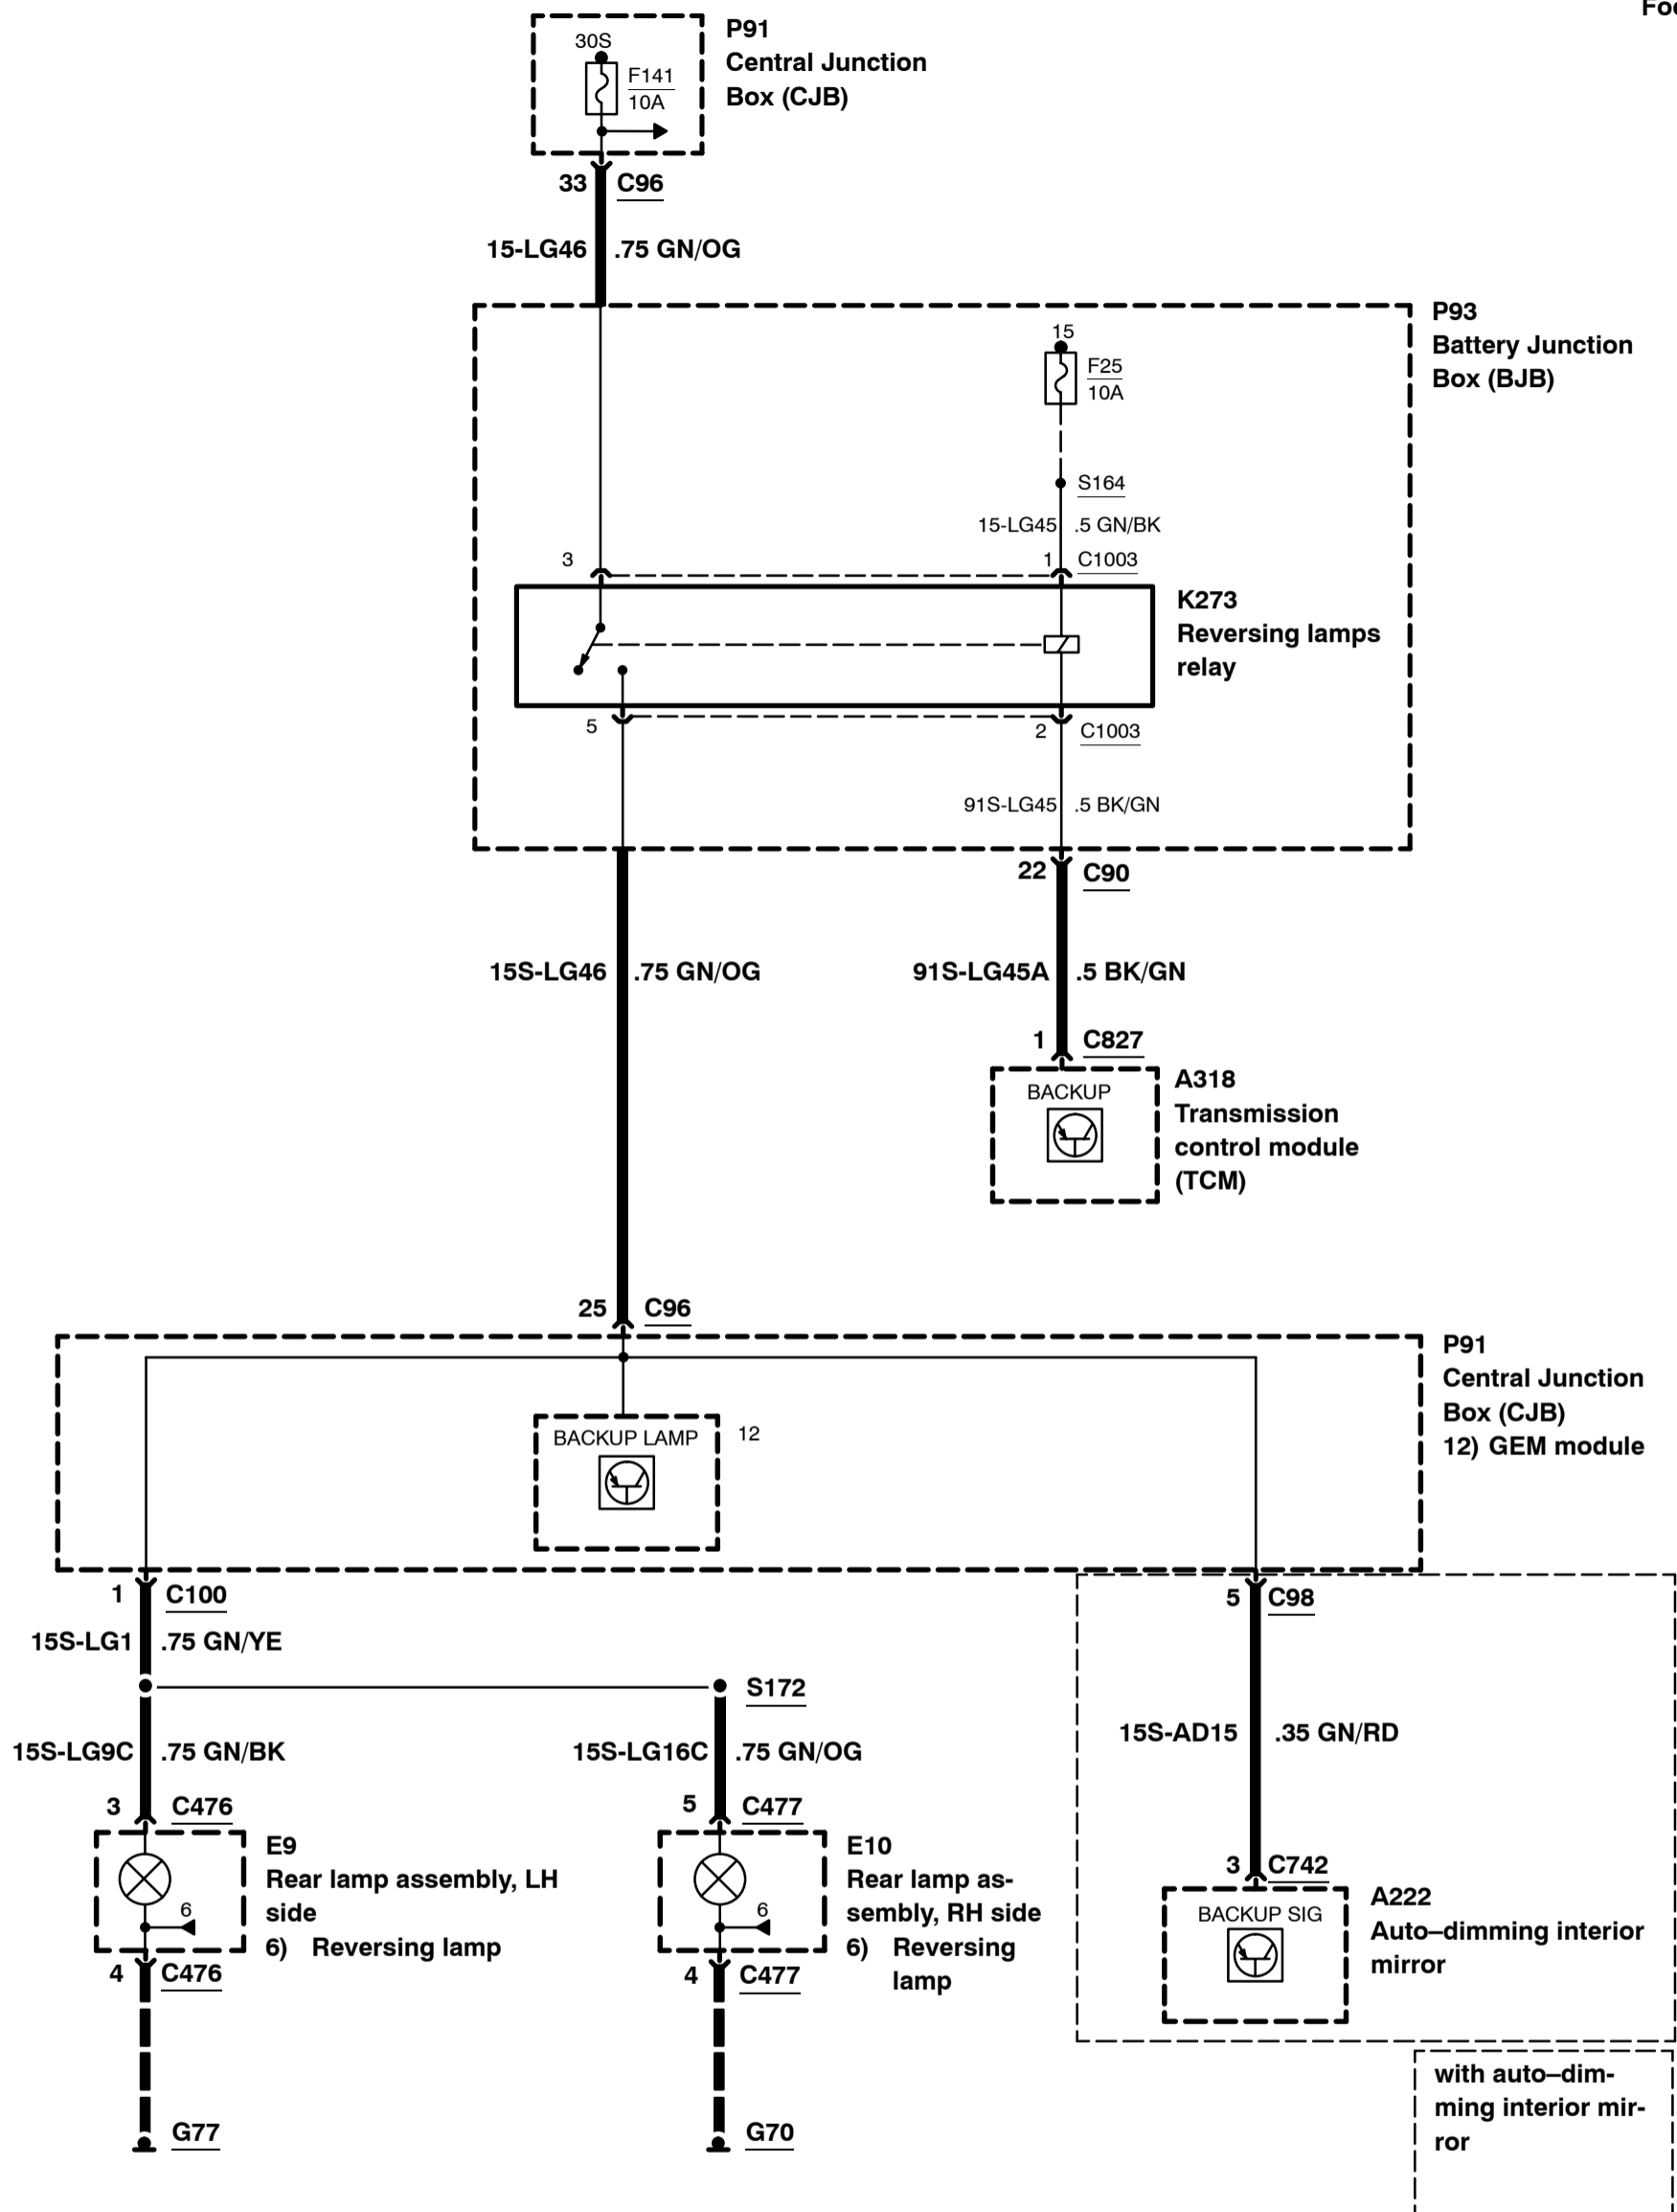 Foc
30S
F141
10A
P91
Central Junction
Box (CJB)
33 C96
15-LG46 .75 GN/OG
P93
Battery Junction
Box (BJB)
15
F25
10A
S164
15-LG45 .5 GN/BK
3 1 C1003
K273
Reversing lamps
relay
5 2 C1003
91S-LG45 .5 BK/GN
22 C90
15S-LG46 .75 GN/OG 91S-LG45A .5 BK/GN
1 C827
BACKUP
A318
Transmission
control module
(TCM)
25 C96
P91
Central Junction
Box (CJB)
12) GEM module
BACKUP LAMP 12
1 C100
5 C98
15S-LG1 .75 GN/YE
S172
15S-LG9C .75 GN/BK
15S-LG16C .75 GN/OG
15S-AD15 .35 GN/RD
3 C476
5 C477
3 C742
6
E9
Rear lamp assembly, LH
side
6) Reversing lamp
6
E10
Rear lamp as-
sembly, RH side
6) Reversing
lamp
BACKUP SIG
A222
Auto–dimming interior
mirror
4 C476
4 C477
G77
G70
with auto–dim-
ming interior mir-
ror